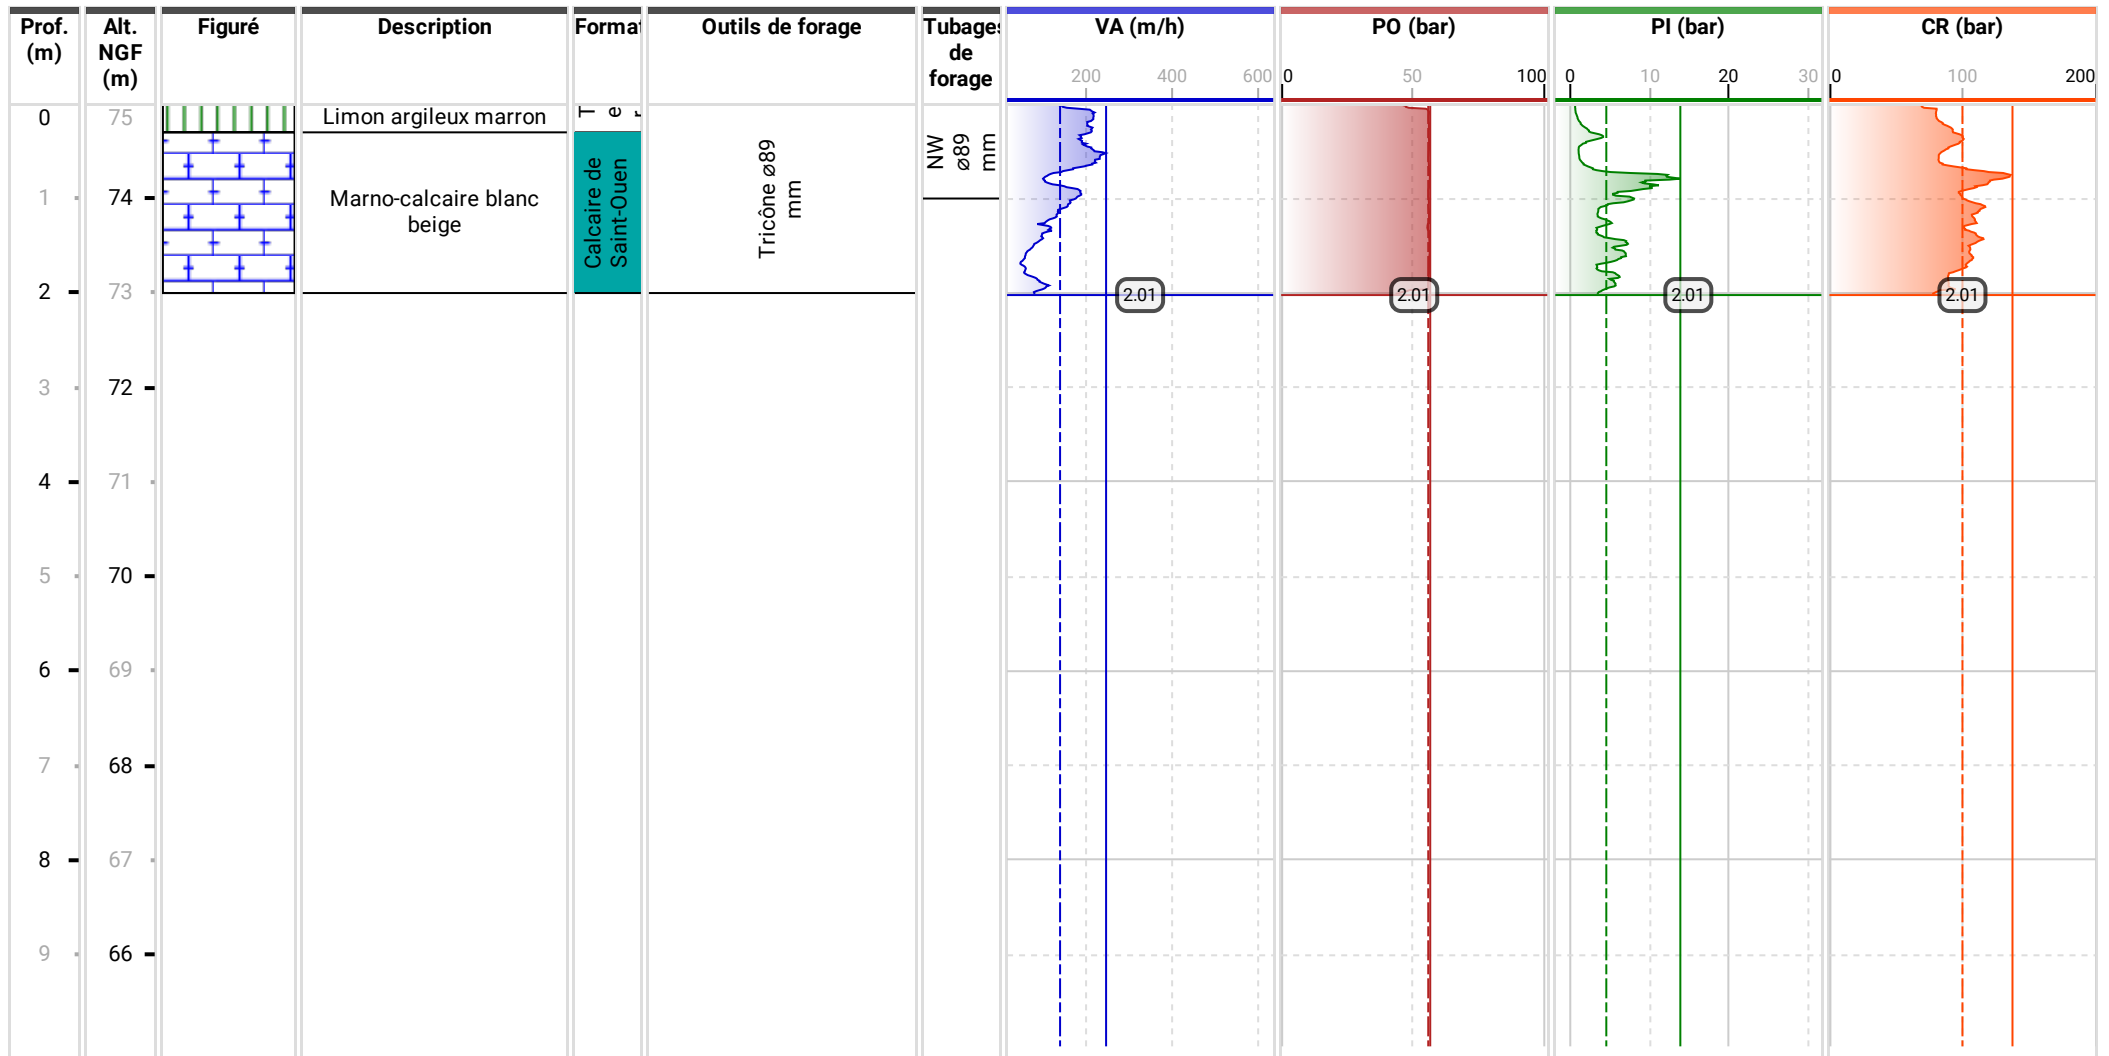 Prof.
(m)
Alt.
NGF
(m)
Figuré
Description
Format
Outils de forage
Tubages
de
forage
VA (m/h)
PO (bar)
PI (bar)
CR (bar)
200 400 600
0 50 100
0 10 20 30
0 100 200
0
1
2
3
4
5
6
7
8
9
75
74
73
72
71
70
69
68
67
66
Limon argileux marron
Marno-calcaire blanc
beige
T
e
r
Calcaire de
Saint-Ouen
Tricône ⌀89
mm
NW
⌀89
mm
2.01
2.01
2.01
2.01